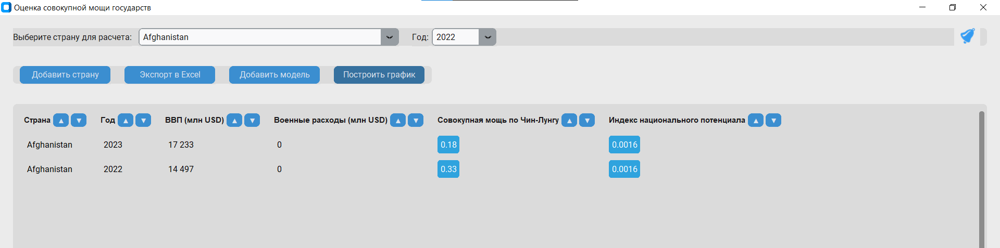 Оценка совокупной мощи государств
Выберите страну для расчета: Afghanistan Год: 2022
Добавить страну Экспорт в Excel Добавить модель Построить график
Страна ▲ ▼ Год ▲ ▼ ВВП (млн USD) ▲ ▼ Военные расходы (млн USD) ▲ ▼ Совокупная мощь по Чин-Лунгу ▲ ▼ Индекс национального потенциала ▲ ▼
Afghanistan 2023 17 233 0 0.18 0.0016
Afghanistan 2022 14 497 0 0.33 0.0016